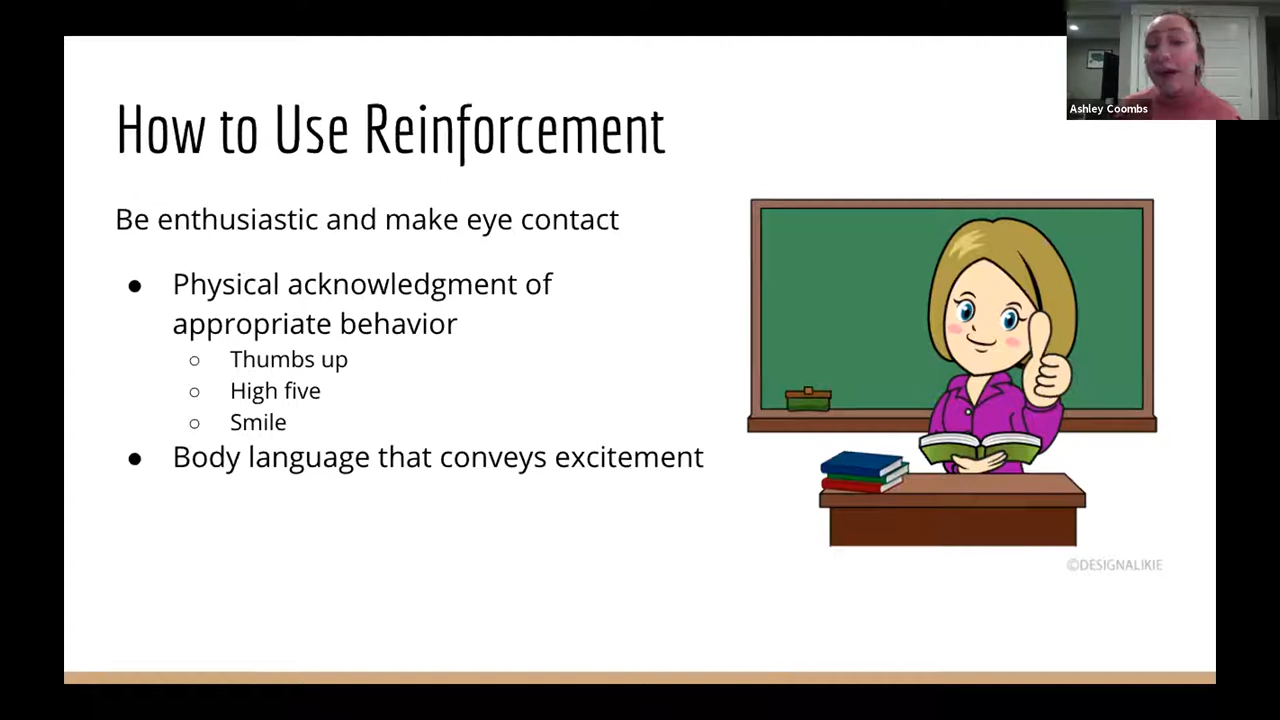 Ashley Coombs
How to Use Reinforcement
Be enthusiastic and make eye contact
● Physical acknowledgment of
appropriate behavior
○ Thumbs up
○ High five
○ Smile
● Body language that conveys excitement
©DESIGNALIKIE